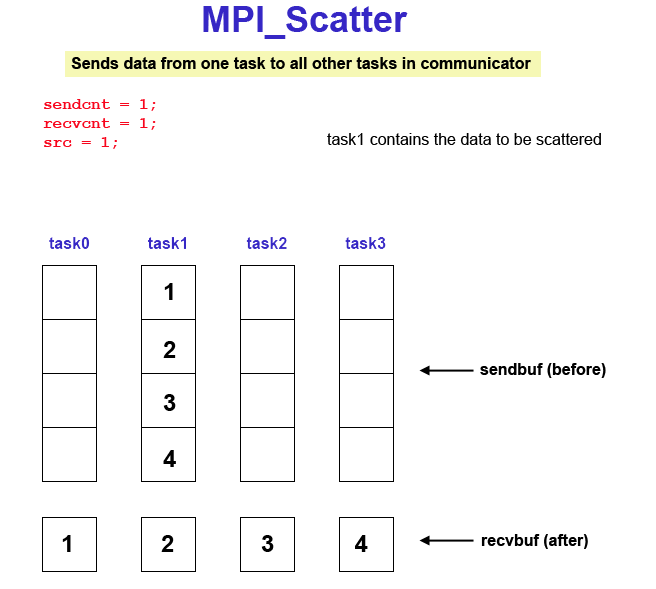 MPI_Scatter
Sends data from one task to all other tasks in communicator
sendcnt = 1;
recvcnt = 1;
src = 1;
task1 contains the data to be scattered
task0 task1 task2 task3
1
2
3
4
sendbuf (before)
1 2 3 4
recvbuf (after)